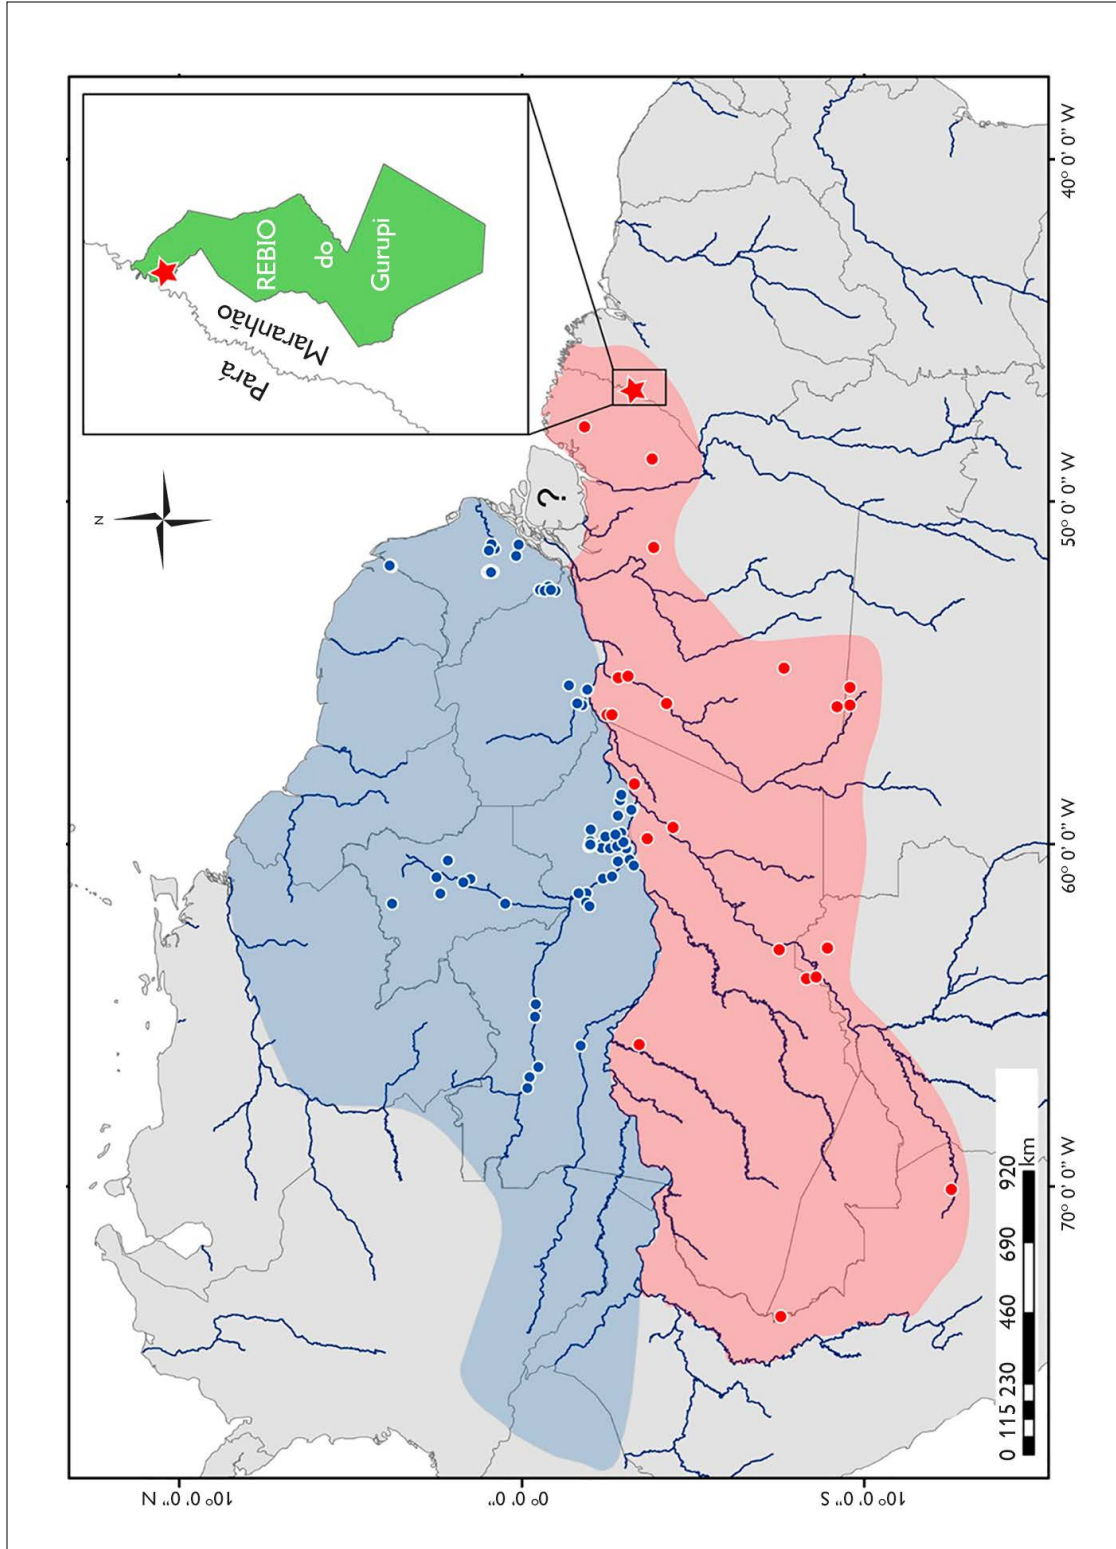 N
Pará
Maranhão
REBIO
do
Gurupi
?
10° 0' 0" N
0° 0' 0"
10° 0' 0" S
0 115 230 460 690 920
km
70° 0' 0" W
60° 0' 0" W
50° 0' 0" W
40° 0' 0" W